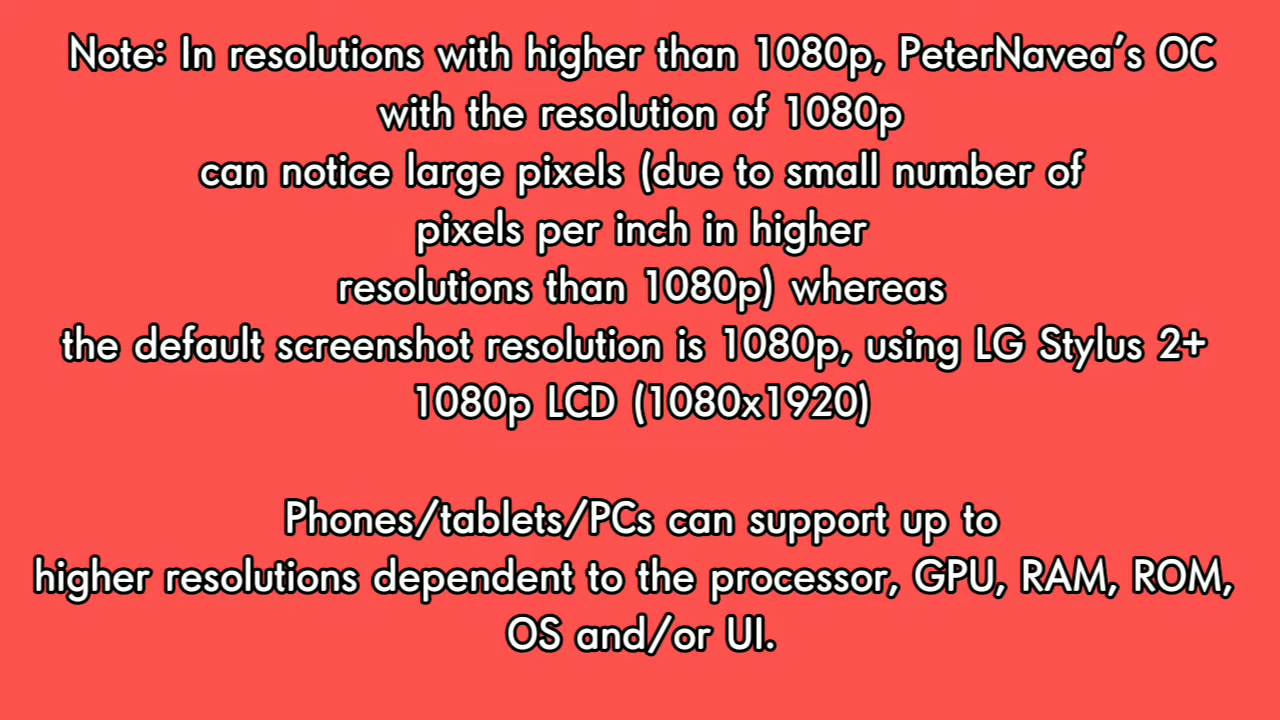 Note: In resolutions with higher than 1080p, PeterNavea's OC
with the resolution of 1080p
can notice large pixels (due to small number of
pixels per inch in higher
resolutions than 1080p) whereas
the default screenshot resolution is 1080p, using LG Stylus 2+
1080p LCD (1080x1920)
Phones/tablets/PCs can support up to
higher resolutions dependent to the processor, GPU, RAM, ROM,
OS and/or UI.